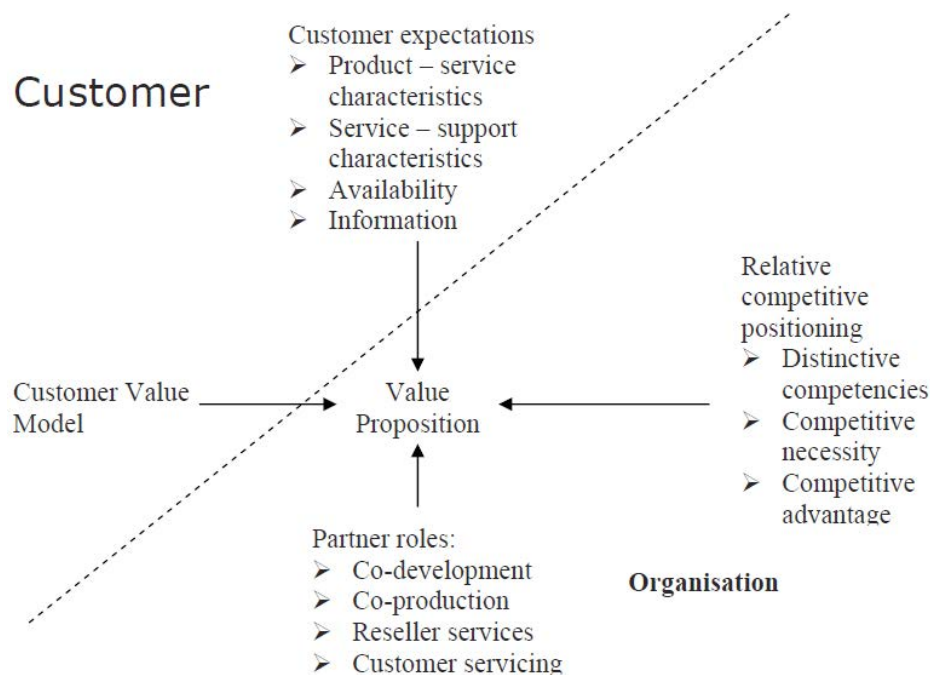 Customer
Customer expectations
➢ Product – service
characteristics
➢ Service – support
characteristics
➢ Availability
➢ Information
Relative
competitive
positioning
➢ Distinctive
competencies
➢ Competitive
necessity
➢ Competitive
advantage
Customer Value
Model
Value
Proposition
Partner roles:
➢ Co-development
➢ Co-production
➢ Reseller services
➢ Customer servicing
Organisation